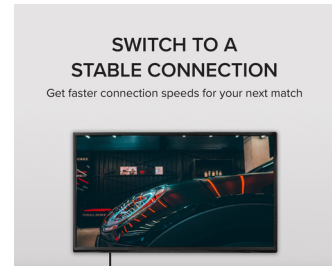 SWITCH TO A
STABLE CONNECTION
Get faster connection speeds for your next match